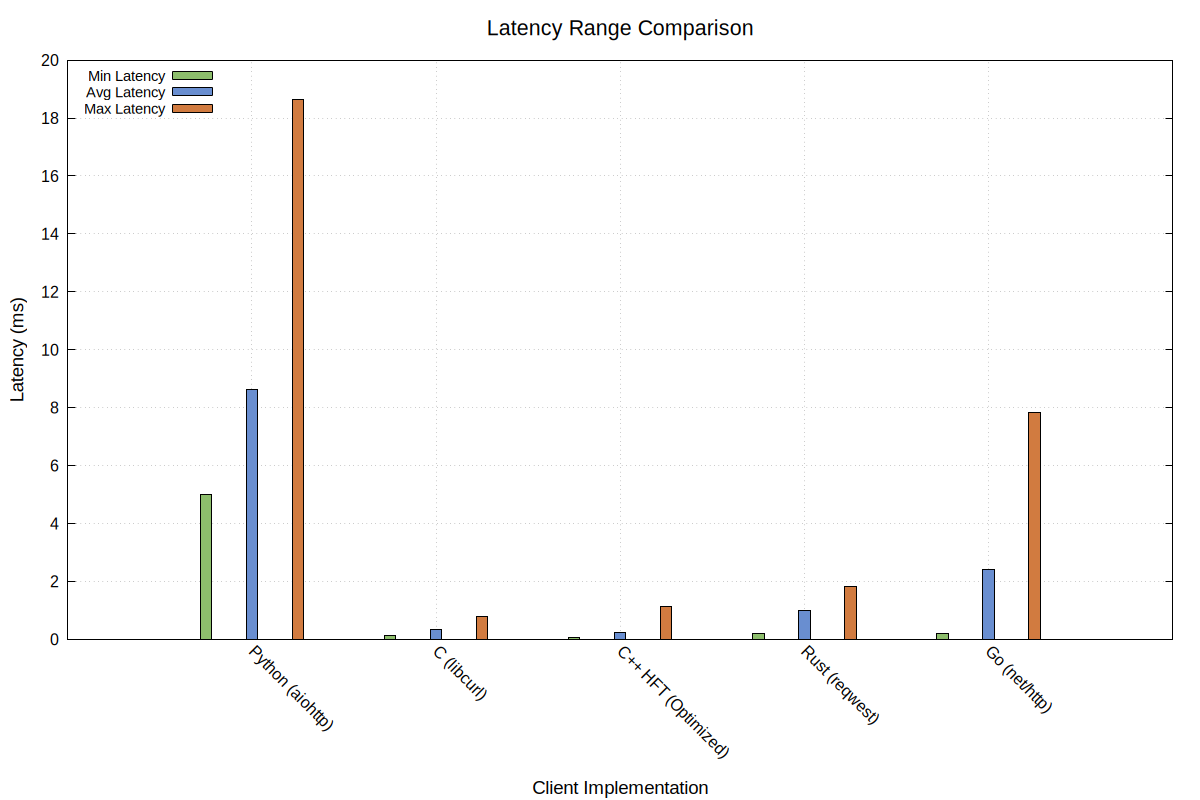 Latency Range Comparison
Min Latency
Avg Latency
Max Latency
20
18
16
14
12
10
8
6
4
2
0
Latency (ms)
Python (aiohttp)
C (libcurl)
C++ HFT (Optimized)
Rust (reqwest)
Go (net/http)
Client Implementation